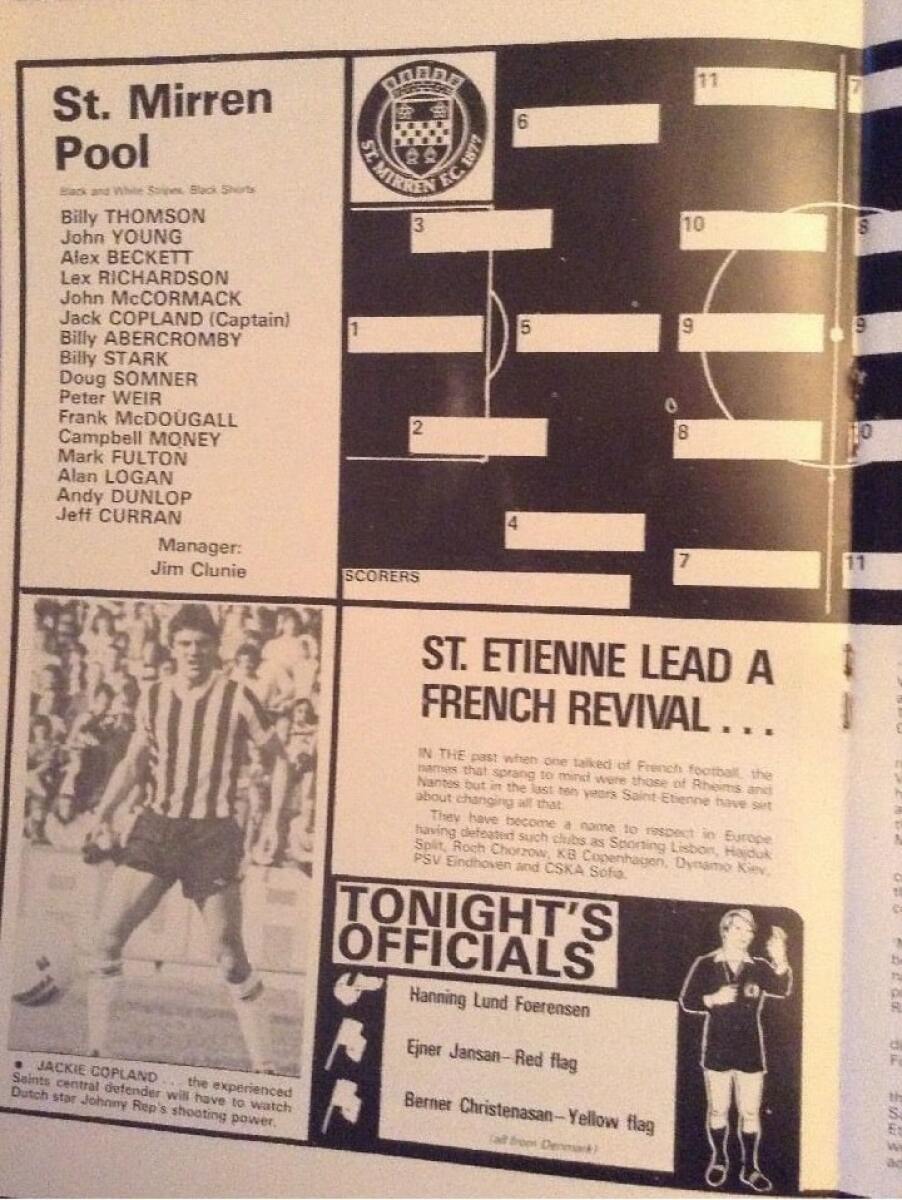 St. Mirren
Pool
Black and White Stripes, Black Shorts
Billy THOMSON
John YOUNG
Alex BECKETT
Lex RICHARDSON
John McCORMACK
Jack COPLAND (Captain)
Billy ABERCROMBY
Billy STARK
Doug SOMNER
Peter WEIR
Frank McDOUGALL
Campbell MONEY
Mark FULTON
Alan LOGAN
Andy DUNLOP
Jeff CURRAN
Manager:
Jim Clunie
ST. MIRREN F.C. 1877
11
7
6
3
10
8
1
5
9
9
2
8
10
4
7
11
SCORERS
● JACKIE COPLAND . . . the experienced
Saints central defender will have to watch
Dutch star Johnny Rep's shooting power.
ST. ETIENNE LEAD A
FRENCH REVIVAL . . .
IN THE past when one talked of French football, the
names that sprang to mind were those of Rheims and
Nantes but in the last ten years Saint-Etienne have set
about changing all that.
They have become a name to respect in Europe
having defeated such clubs as Sporting Lisbon, Hajduk
Split, Roch Chorzow, KB Copenhagen, Dynamo Kiev,
PSV Eindhoven and CSKA Sofia.
TONIGHT'S
OFFICIALS
Hanning Lund Foerensen
Ejner Jansan—Red flag
Berner Christenasan—Yellow flag
(all from Denmark)